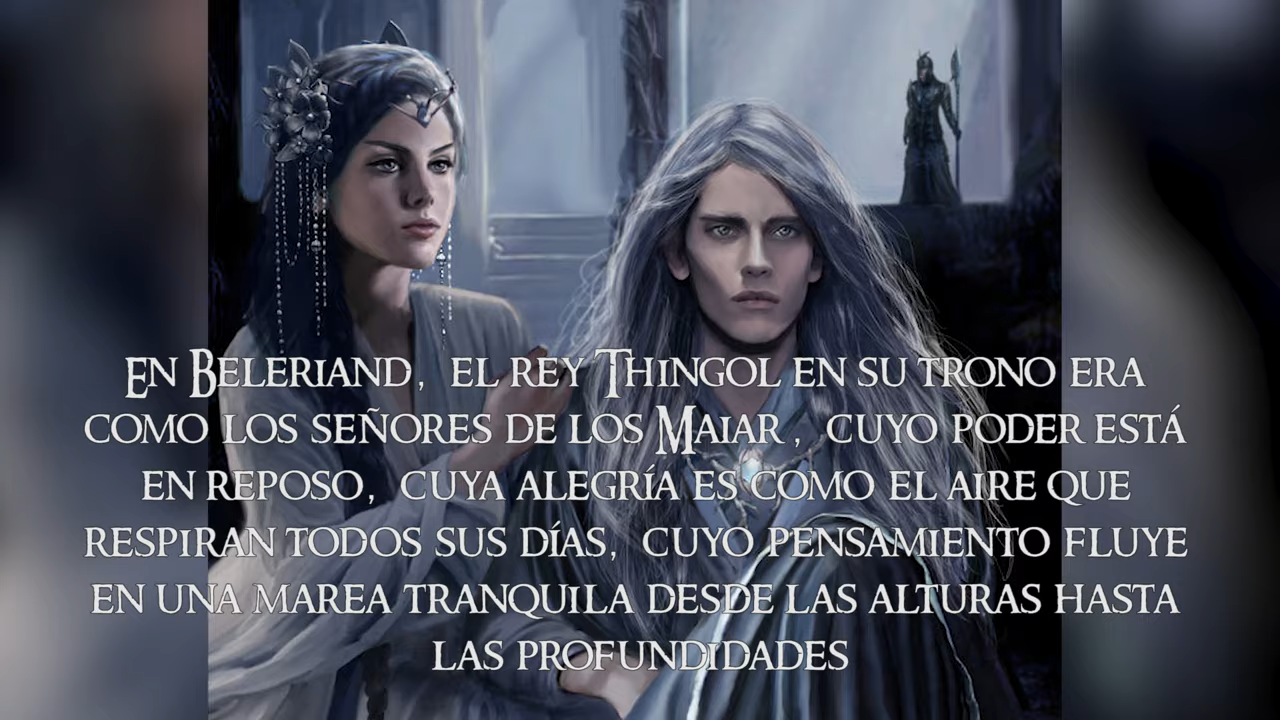 En Beleriand, el rey Thingol en su trono era
como los señores de los Maiar, cuyo poder está
en reposo, cuya alegría es como el aire que
respiran todos sus días, cuyo pensamiento fluye
en una marea tranquila desde las alturas hasta
las profundidades